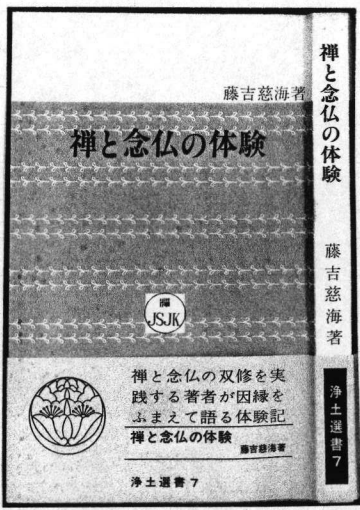 藤吉慈海著
禅と念仏の体験
JSJK
禅と念仏の双修を実
践する著者が因縁を
ふまえて語る体験記
禅と念仏の体験
藤吉慈海著
浄土選書 7
禅と念仏の体験
藤吉慈海著
浄土選書 7